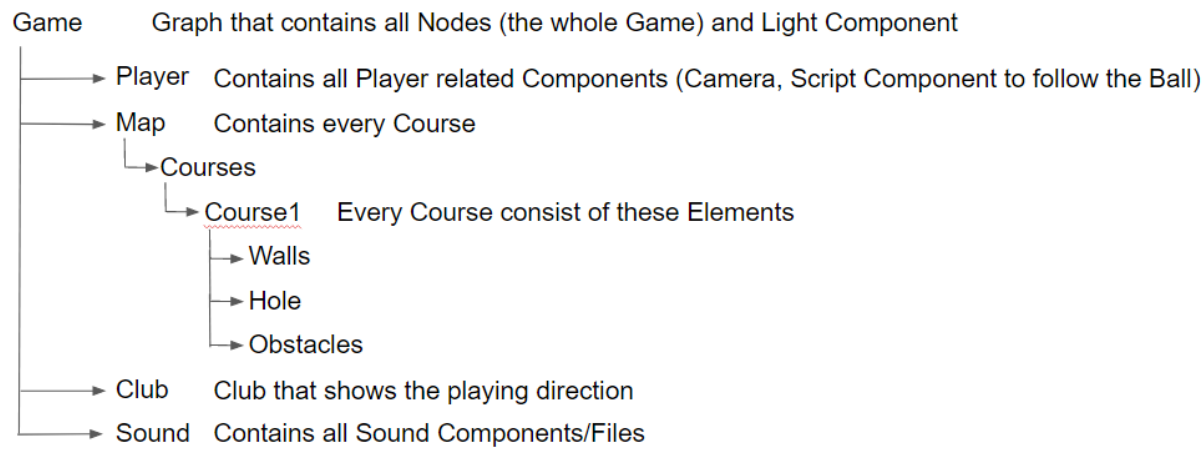 Game Graph that contains all Nodes (the whole Game) and Light Component
Player Contains all Player related Components (Camera, Script Component to follow the Ball)
Map Contains every Course
Courses
Course1 Every Course consist of these Elements
Walls
Hole
Obstacles
Club Club that shows the playing direction
Sound Contains all Sound Components/Files